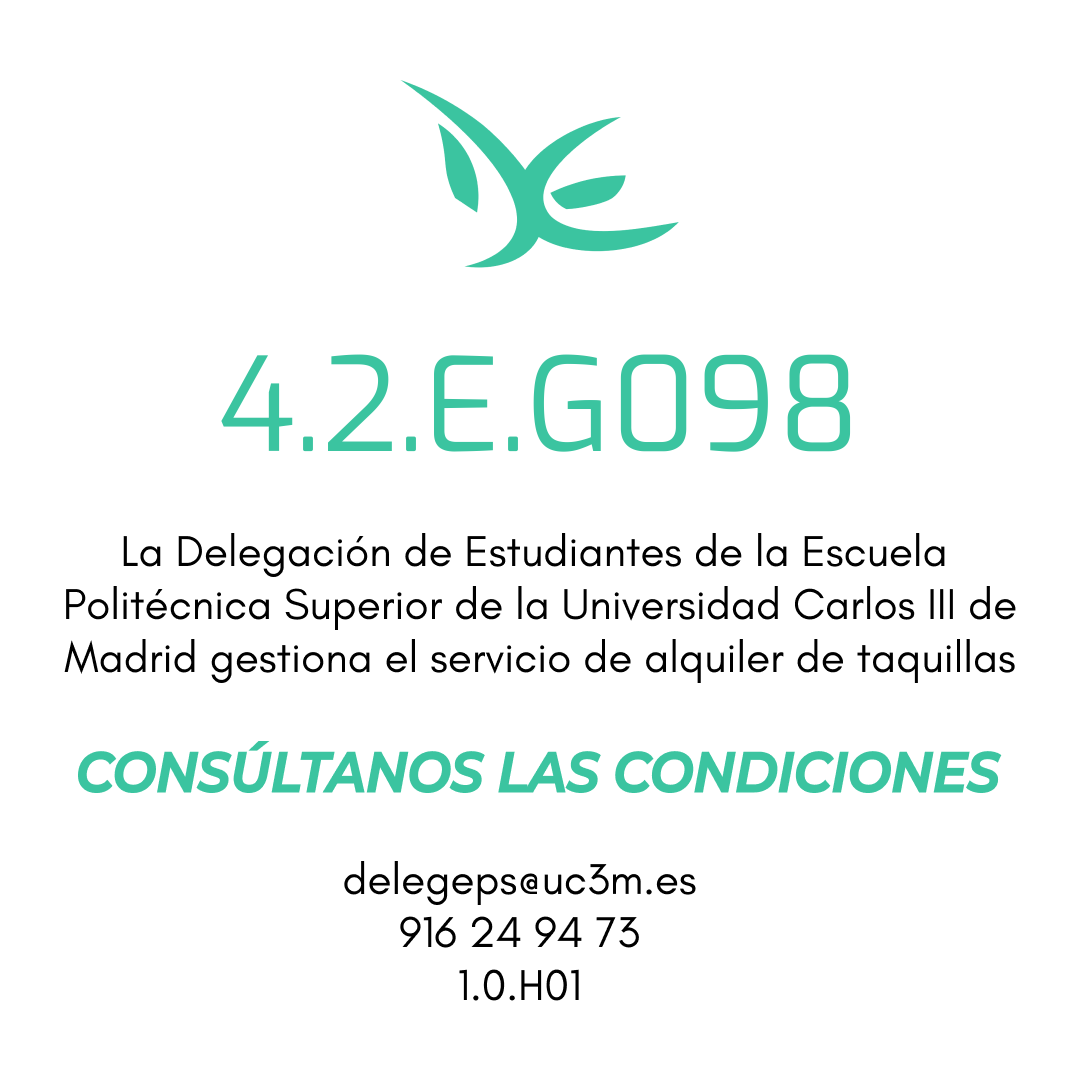 4.2.E.G098
La Delegación de Estudiantes de la Escuela
Politécnica Superior de la Universidad Carlos III de
Madrid gestiona el servicio de alquiler de taquillas
CONSÚLTANOS LAS CONDICIONES
delegeps@uc3m.es
916 24 94 73
1.0.H01